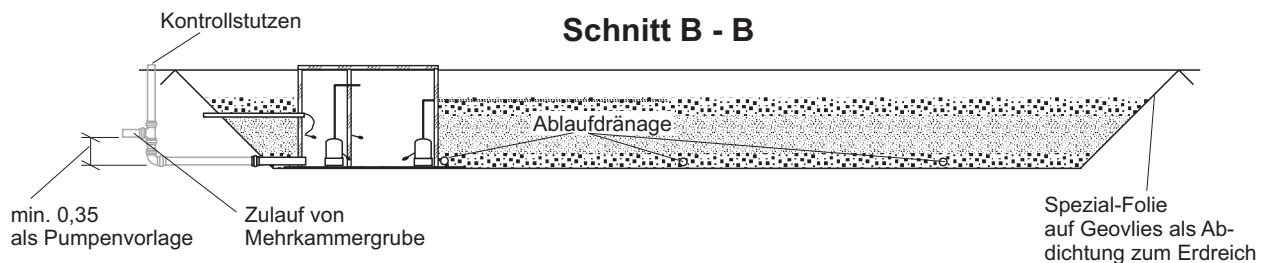 Kontrollstutzen
Schnitt B - B
Ablaufdränage
min. 0,35
als Pumpenvorlage
Zulauf von
Mehrkammergrube
Spezial-Folie
auf Geovlies als Ab-
dichtung zum Erdreich